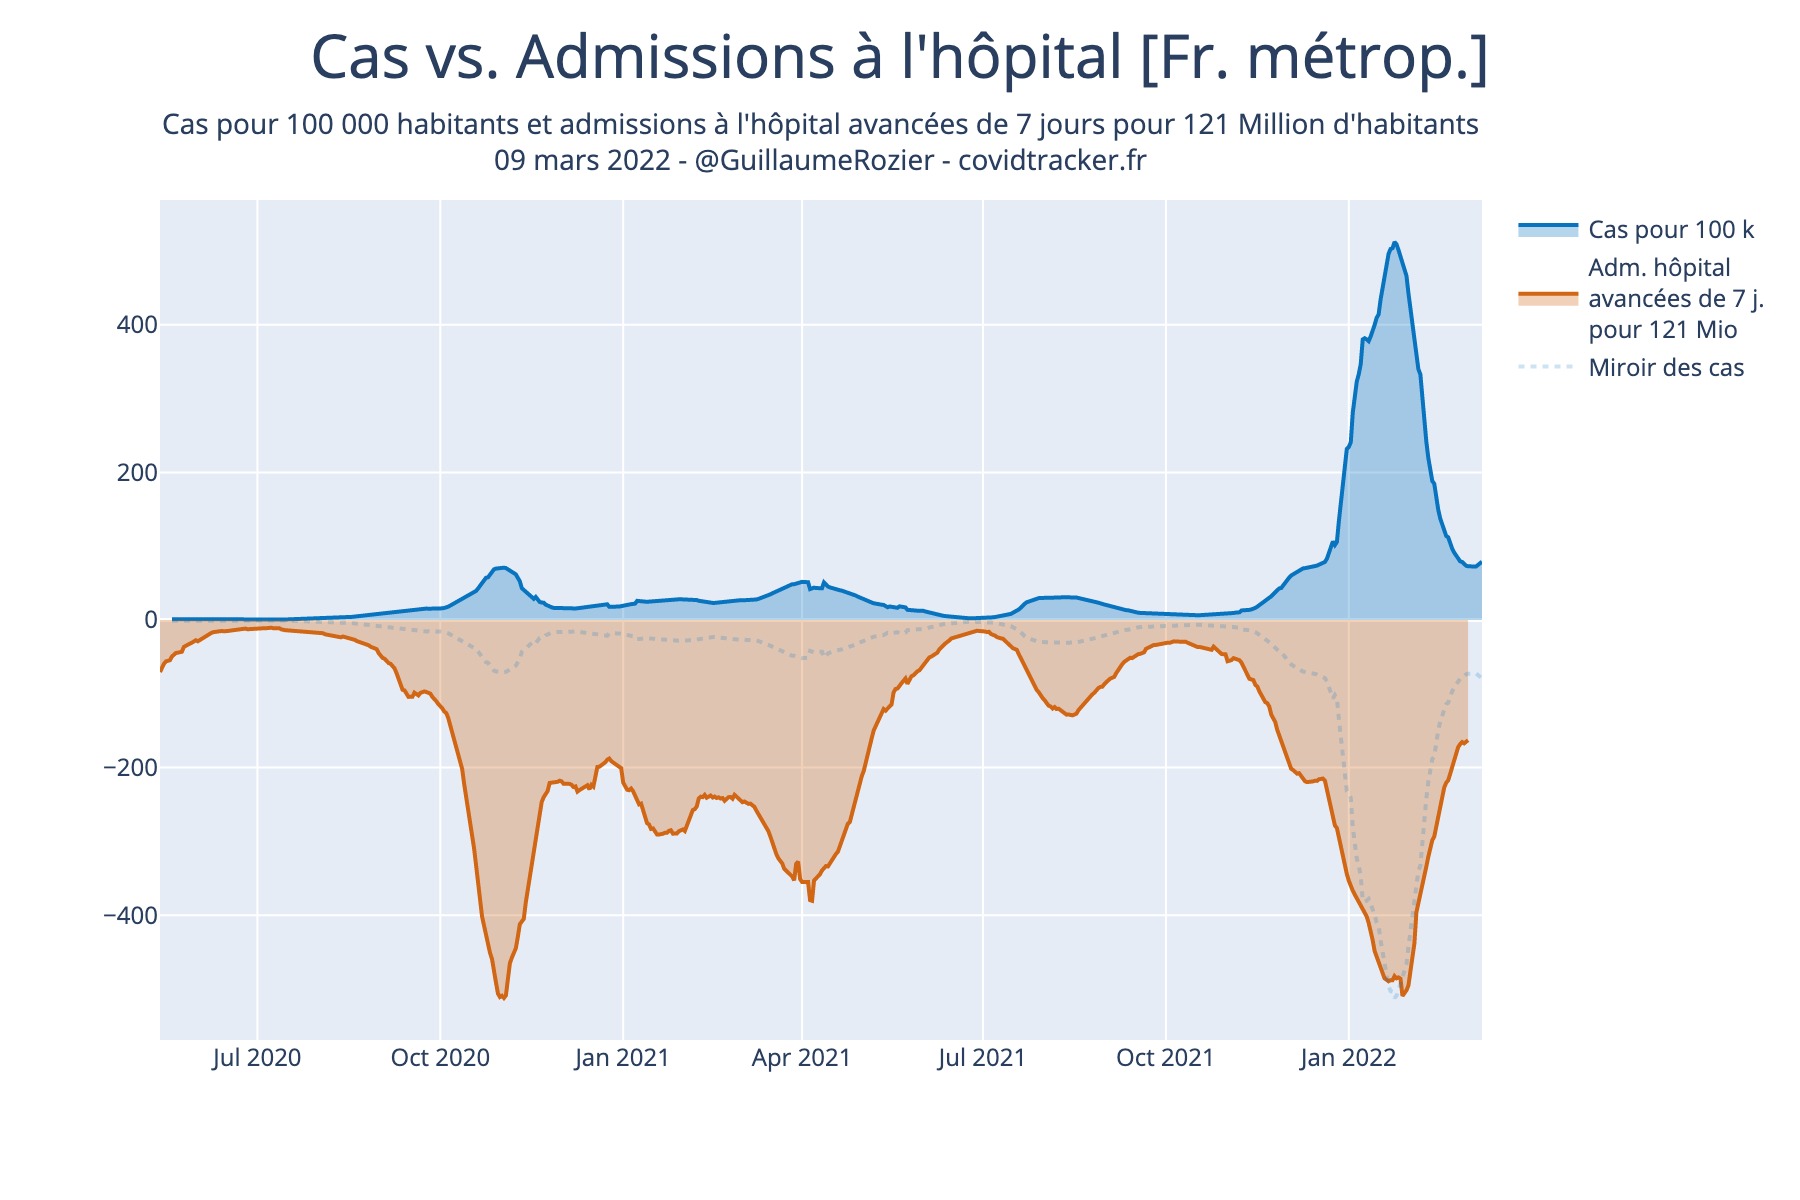 Cas vs. Admissions à l'hôpital [Fr. métrop.]
Cas pour 100 000 habitants et admissions à l'hôpital avancées de 7 jours pour 121 Million d'habitants
09 mars 2022 - @GuillaumeRozier - covidtracker.fr
Cas pour 100 k
Adm. hôpital
avancées de 7 j.
pour 121 Mio
Miroir des cas
400
200
0
−200
−400
Jul 2020
Oct 2020
Jan 2021
Apr 2021
Jul 2021
Oct 2021
Jan 2022